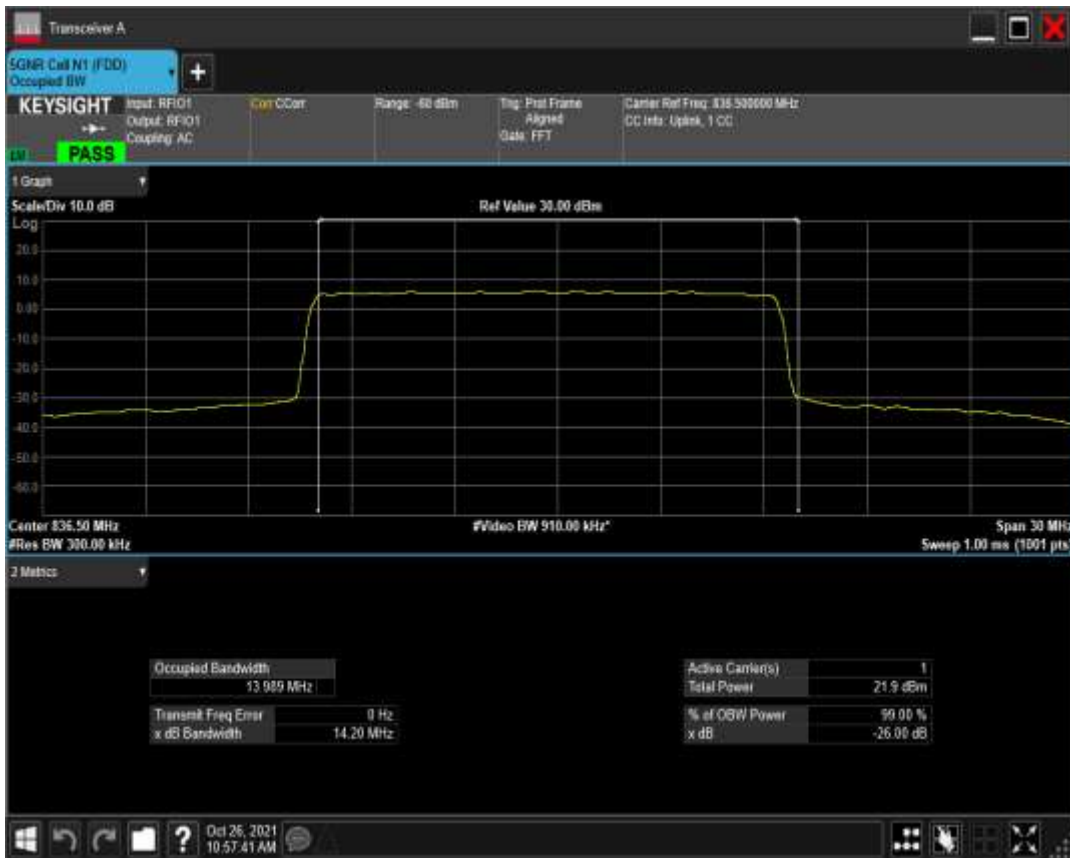 Transceiver A
5GNR Cell N1 (FDD)
Occupied BW
+
KEYSIGHT
Input: RFIO1
Output: RFIO1
Coupling: AC
Corr CCorr
Range: -60 dBm
Trig: Prot Frame
Aligned
Gate: FFT
Carrier Ref Freq: 836.500000 MHz
CC Info: Uplink, 1 CC
PASS
1 Graph
Scale/Div 10.0 dB
Ref Value 30.00 dBm
Log
20.0
10.0
0.00
-10.0
-20.0
-30.0
-40.0
-50.0
-60.0
Center 836.50 MHz
#Video BW 910.00 kHz*
Span 30 MHz
#Res BW 300.00 kHz
Sweep 1.00 ms (1001 pts)
2 Metrics
Occupied Bandwidth
13.989 MHz
Transmit Freq Error 0 Hz
x dB Bandwidth 14.20 MHz
Active Carrier(s) 1
Total Power 21.9 dBm
% of OBW Power 99.00 %
x dB -26.00 dB
?
Oct 26, 2021
10:57:41 AM